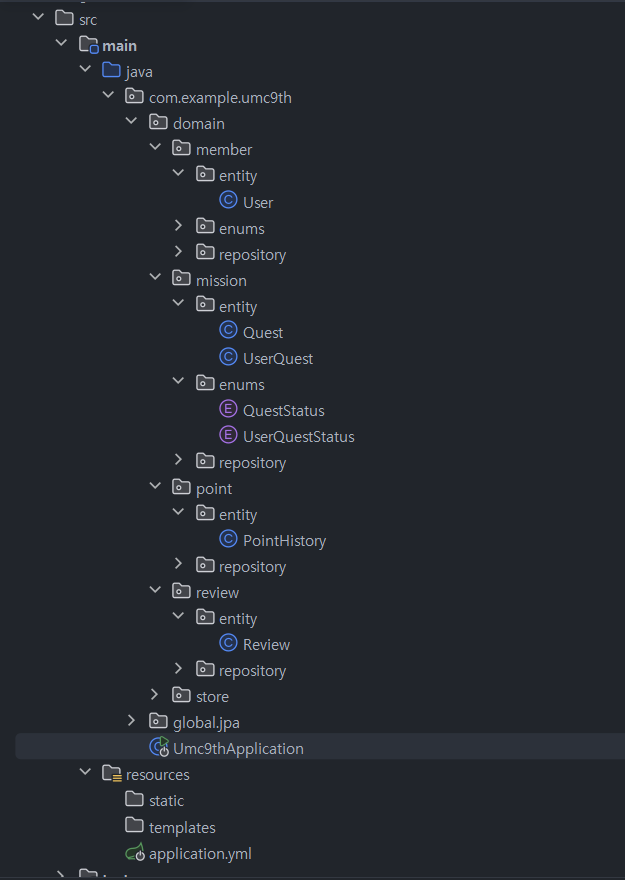 src
main
java
com.example.umc9th
domain
member
entity
C User
enums
repository
mission
entity
C Quest
C UserQuest
enums
E QuestStatus
E UserQuestStatus
repository
point
entity
C PointHistory
repository
review
entity
C Review
repository
store
global.jpa
Umc9thApplication
resources
static
templates
application.yml